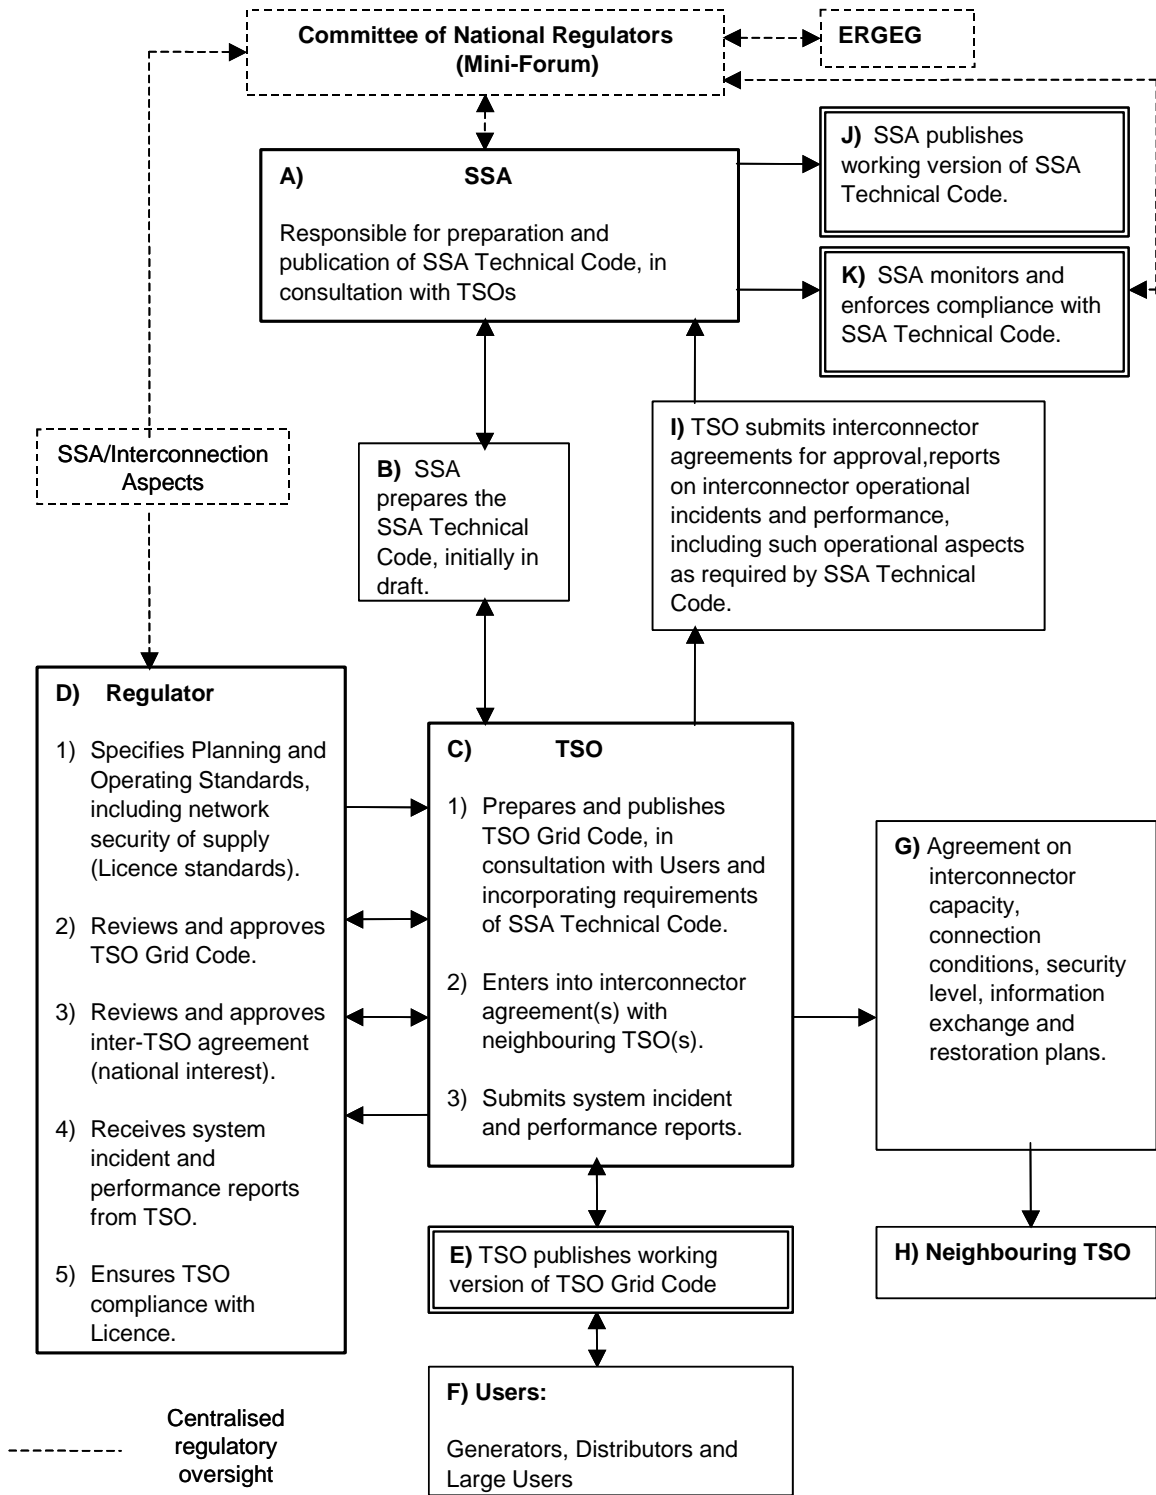 Committee of National Regulators
(Mini-Forum)
ERGEG
A) SSA
Responsible for preparation and
publication of SSA Technical Code, in
consultation with TSOs
J) SSA publishes
working version of SSA
Technical Code.
K) SSA monitors and
enforces compliance with
SSA Technical Code.
SSA/Interconnection
Aspects
B) SSA
prepares the
SSA Technical
Code, initially in
draft.
I) TSO submits interconnector
agreements for approval,reports
on interconnector operational
incidents and performance,
including such operational aspects
as required by SSA Technical
Code.
D) Regulator
1) Specifies Planning and
Operating Standards,
including network
security of supply
(Licence standards).
2) Reviews and approves
TSO Grid Code.
3) Reviews and approves
inter-TSO agreement
(national interest).
4) Receives system
incident and
performance reports
from TSO.
5) Ensures TSO
compliance with
Licence.
C) TSO
1) Prepares and publishes
TSO Grid Code, in
consultation with Users and
incorporating requirements
of SSA Technical Code.
2) Enters into interconnector
agreement(s) with
neighbouring TSO(s).
3) Submits system incident
and performance reports.
G) Agreement on
interconnector
capacity,
connection
conditions, security
level, information
exchange and
restoration plans.
H) Neighbouring TSO
E) TSO publishes working
version of TSO Grid Code
F) Users:
Generators, Distributors and
Large Users
Centralised
regulatory
oversight